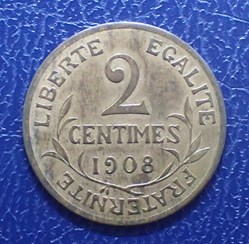 LIBERTE EGALITE
2
CENTIMES
1908
FRATERNITE